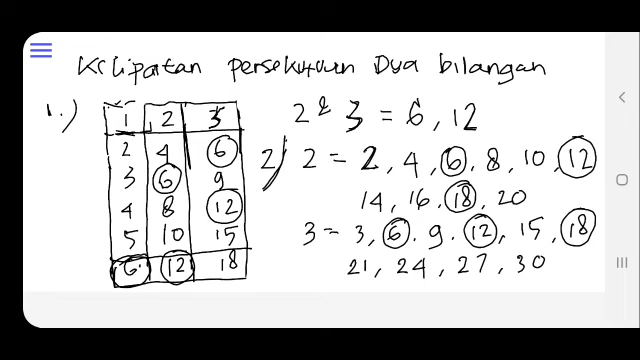 Kelipatan persekutuan Dua bilangan
1.)
1 2 3
2 4 6
3 6 9
4 8 12
5 10 15
6 12 18
2 & 3 = 6, 12
2) 2 = 2, 4, 6, 8, 10, 12
14, 16, 18, 20
3 = 3, 6, 9, 12, 15, 18
21, 24, 27, 30